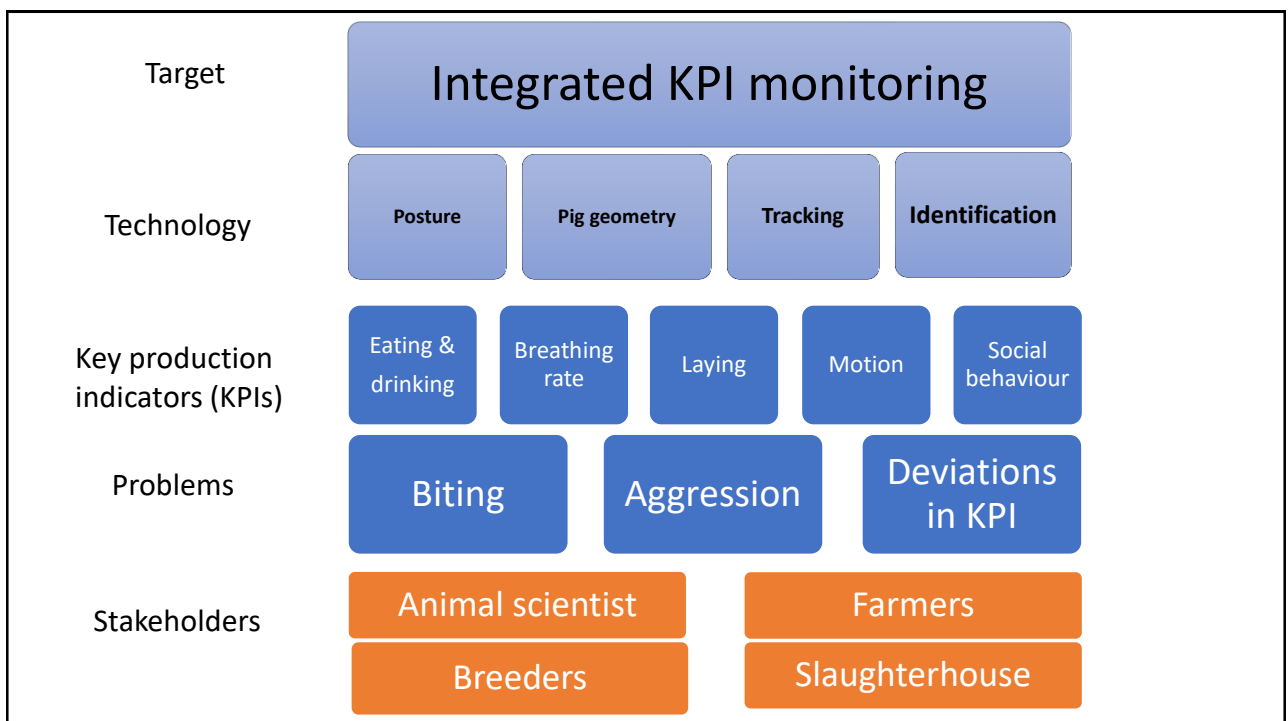 Target
Integrated KPI monitoring
Technology
Posture
Pig geometry
Tracking
Identification
Key production
indicators (KPIs)
Eating &
drinking
Breathing
rate
Laying
Motion
Social
behaviour
Problems
Biting
Aggression
Deviations
in KPI
Stakeholders
Animal scientist
Farmers
Breeders
Slaughterhouse